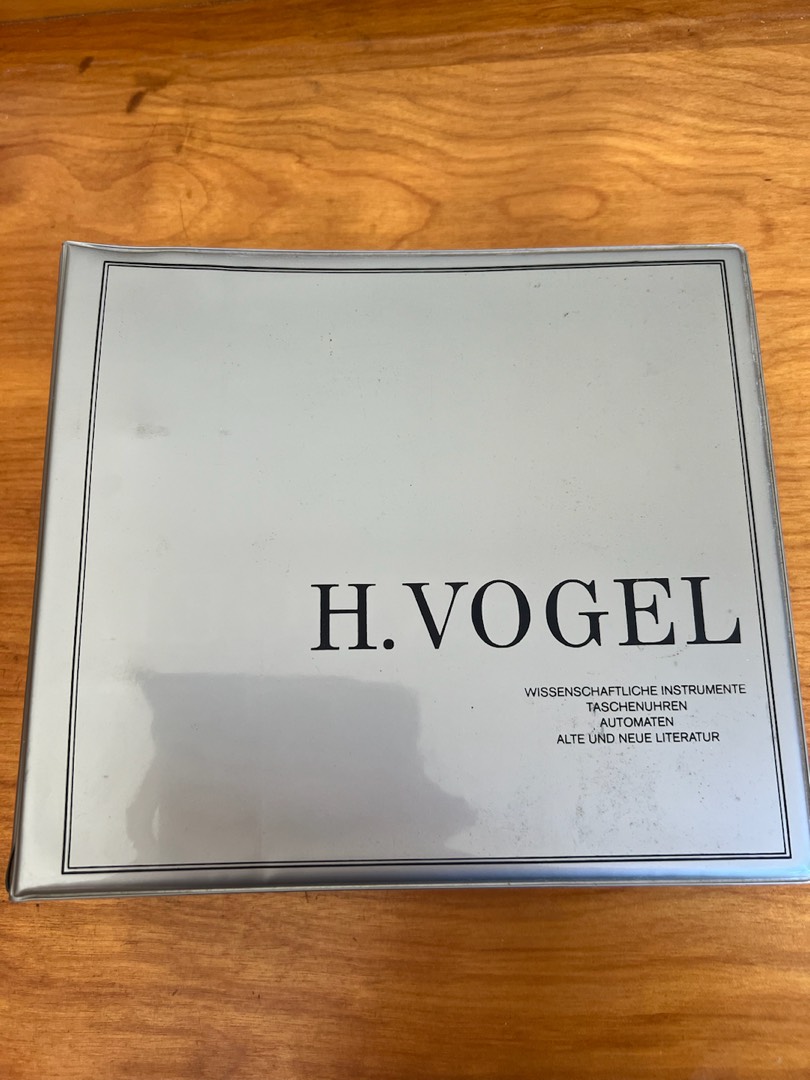 H.VOGEL
WISSENSCHAFTLICHE INSTRUMENTE
TASCHENUHREN
AUTOMATEN
ALTE UND NEUE LITERATUR